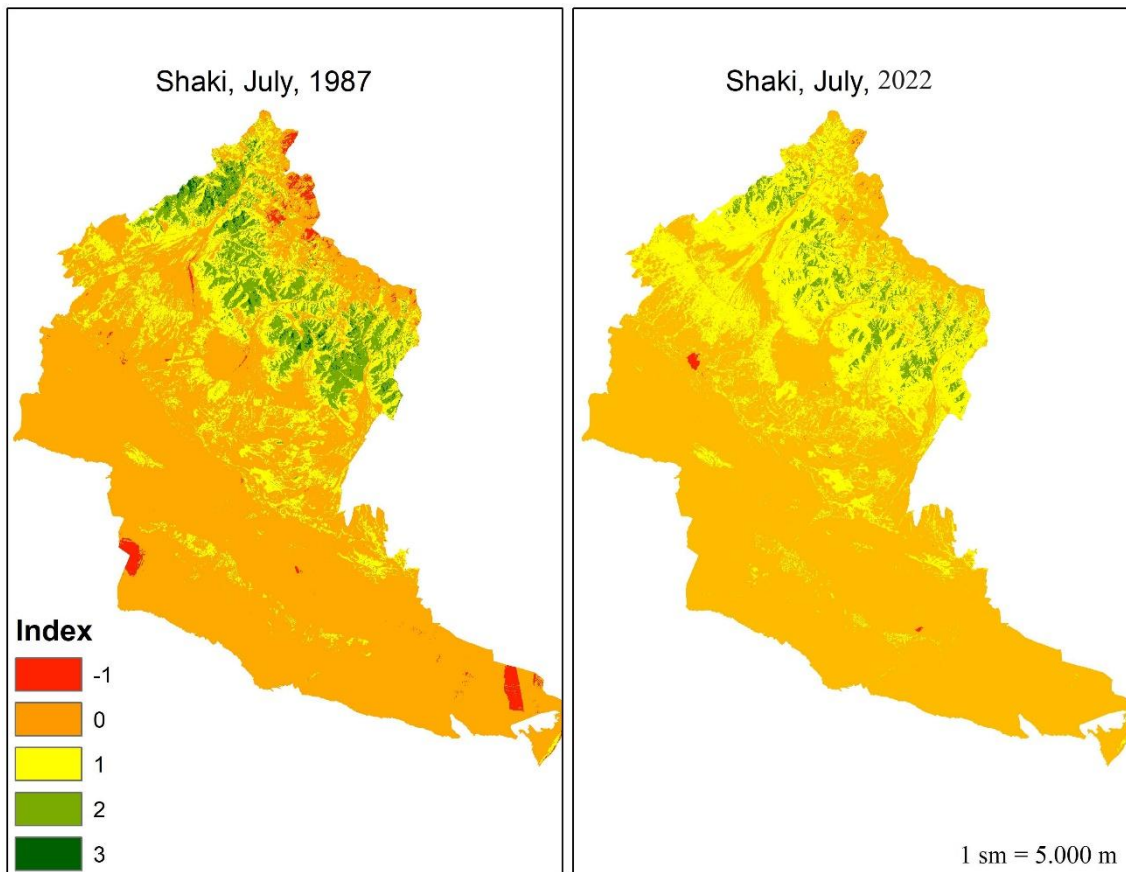 Shaki, July, 1987
Shaki, July, 2022
Index
-1
0
1
2
3
1 sm = 5.000 m